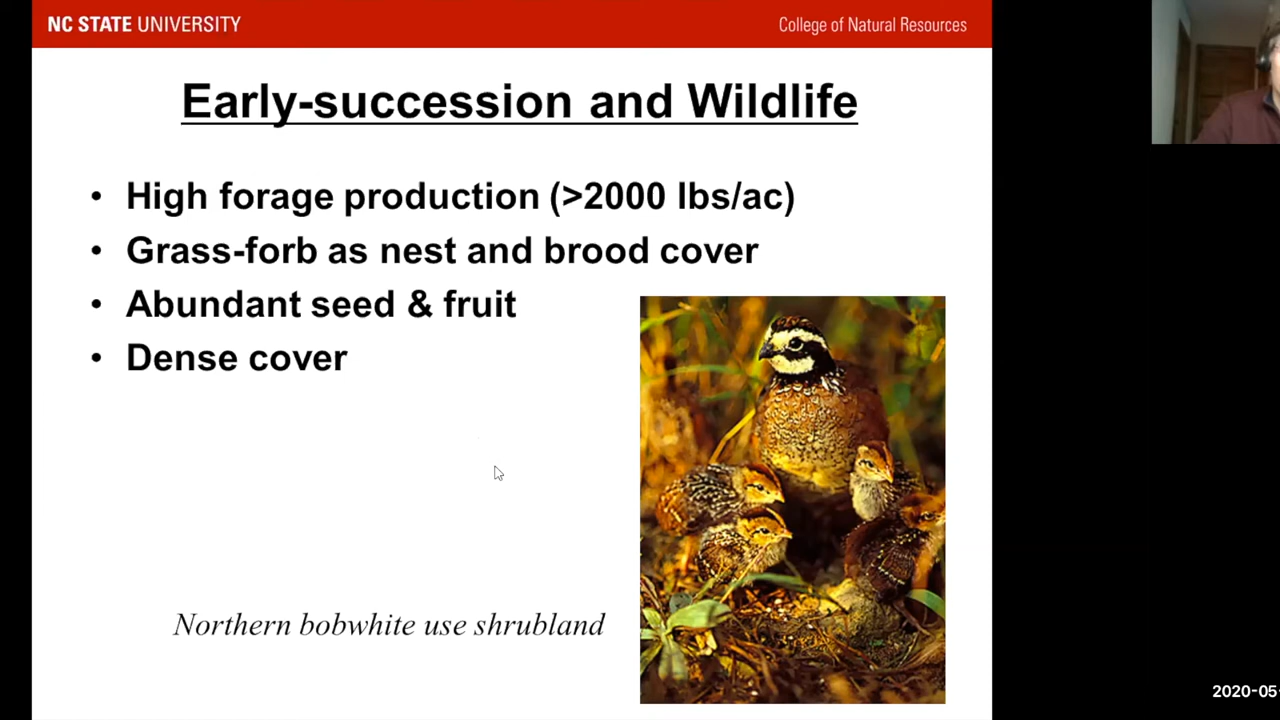 NC STATE UNIVERSITY
College of Natural Resources
Early-succession and Wildlife
• High forage production (>2000 lbs/ac)
• Grass-forb as nest and brood cover
• Abundant seed & fruit
• Dense cover
Northern bobwhite use shrubland
2020-05-